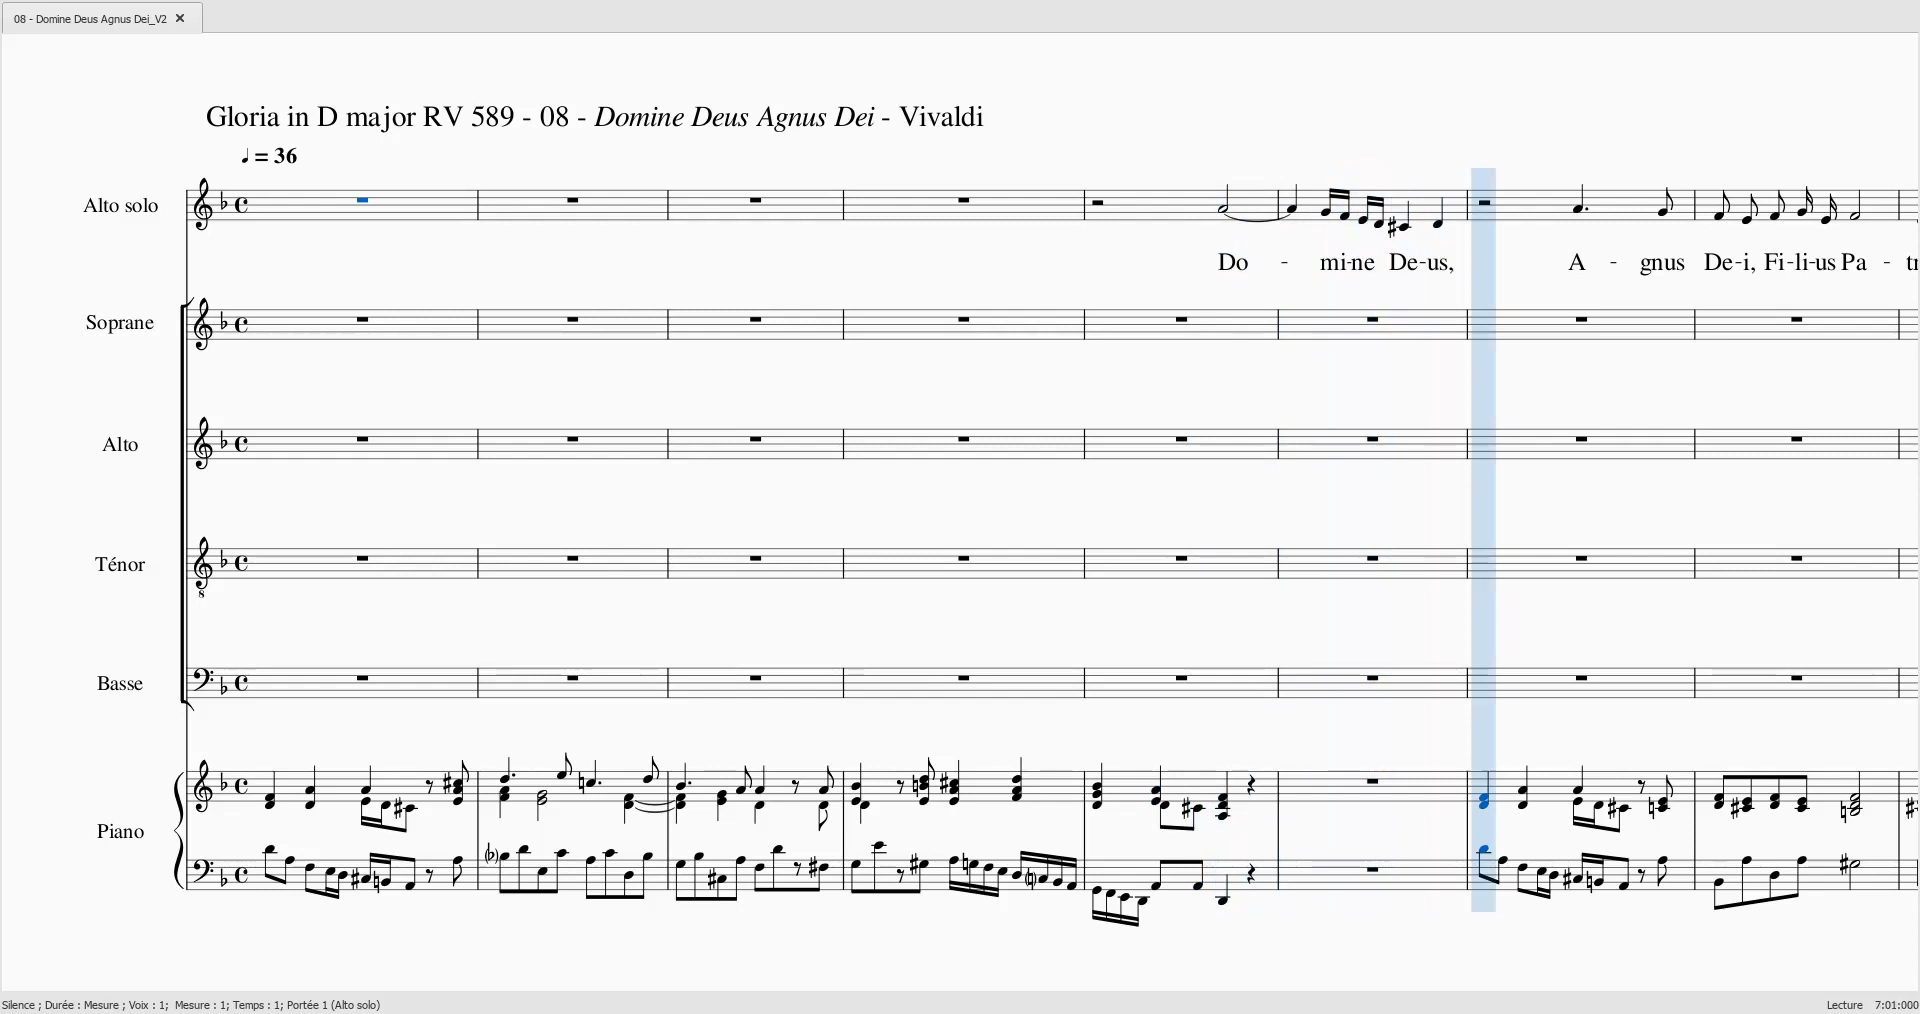 08 - Domine Deus Agnus Dei_V2
Gloria in D major RV 589 - 08 - Domine Deus Agnus Dei - Vivaldi
♩ = 36
Alto solo
Do - mi-ne De-us, A - gnus De-i, Fi-li-us Pa -
Soprane
Alto
Ténor
8
Basse
Piano
Silence ; Durée : Mesure ; Voix : 1; Mesure : 1; Temps : 1; Portée 1 (Alto solo)
Lecture 7:01:000